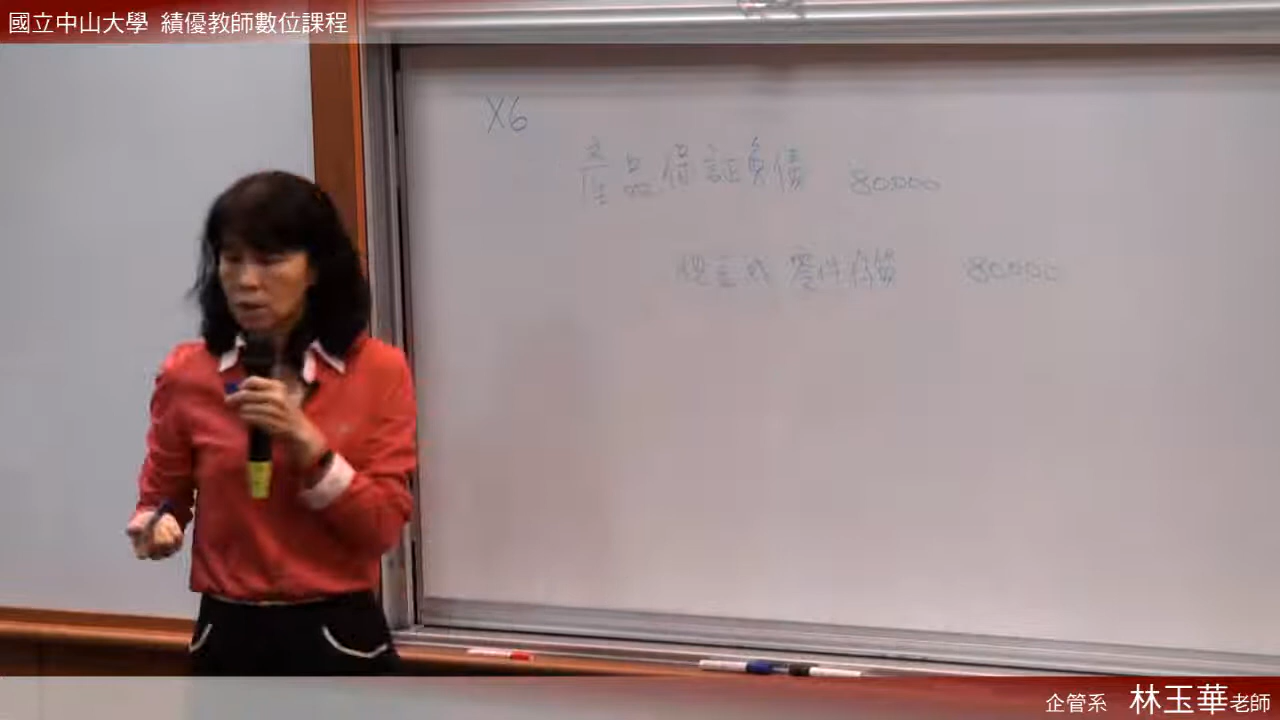 國立中山大學 績優教師數位課程
X6
產品保証負債 80000
現金或零件存貨 80000
企管系 林玉華老師